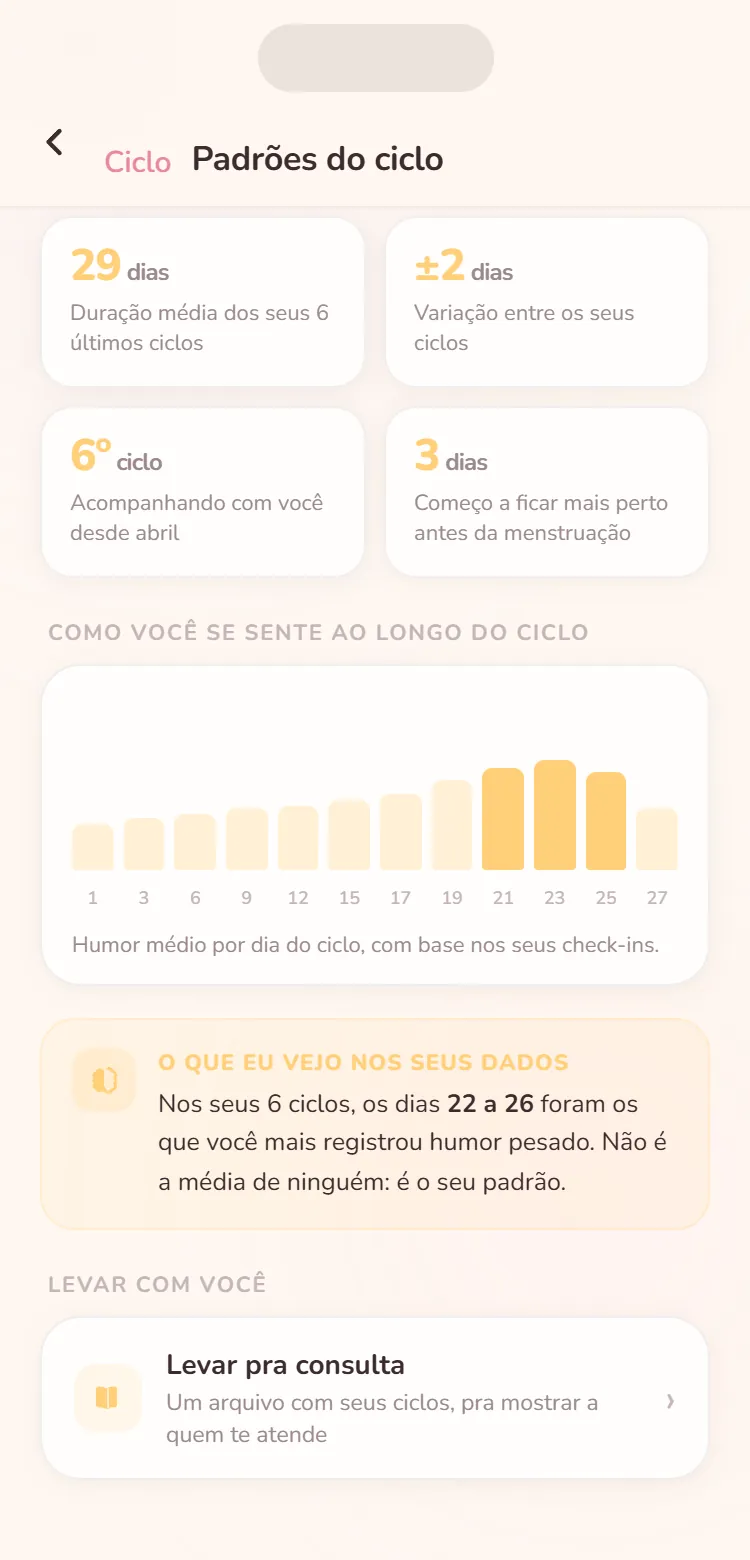 Ciclo Padrões do ciclo
29 dias
Duração média dos seus 6
últimos ciclos
±2 dias
Variação entre os seus
ciclos
6º ciclo
Acompanhando com você
desde abril
3 dias
Começo a ficar mais perto
antes da menstruação
COMO VOCÊ SE SENTE AO LONGO DO CICLO
1 3 6 9 12 15 17 19 21 23 25 27
Humor médio por dia do ciclo, com base nos seus check-ins.
O QUE EU VEJO NOS SEUS DADOS
Nos seus 6 ciclos, os dias 22 a 26 foram os
que você mais registrou humor pesado. Não é
a média de ninguém: é o seu padrão.
LEVAR COM VOCÊ
Levar pra consulta
Um arquivo com seus ciclos, pra mostrar a
quem te atende